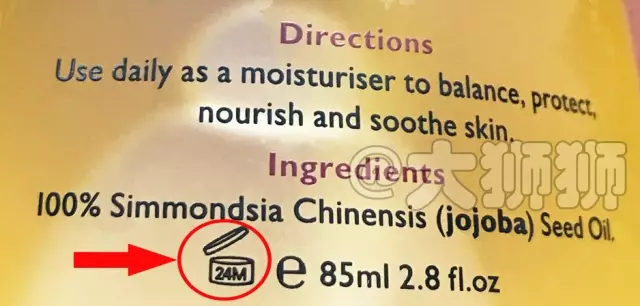 Directions
Use daily as a moisturiser to balance, protect,
nourish and soothe skin.
Ingredients
@大狮狮
100% Simmondsia Chinensis (jojoba) Seed Oil.
24M e 85ml 2.8 fl.oz